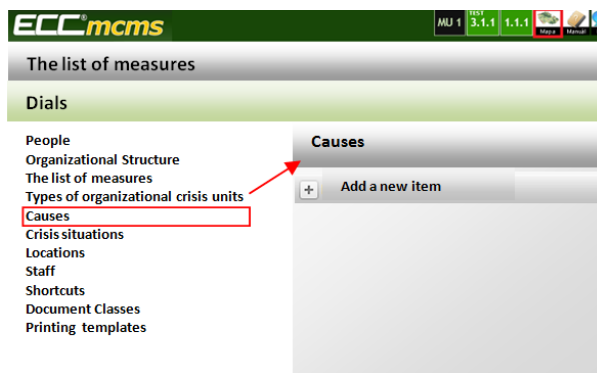 ECC®mcms
MU 1 TEST 3.1.1 1.1.1 Mapa Manuál
The list of measures
Dials
People
Organizational Structure
The list of measures
Types of organizational crisis units
Causes
Crisis situations
Locations
Staff
Shortcuts
Document Classes
Printing templates
Causes
Add a new item